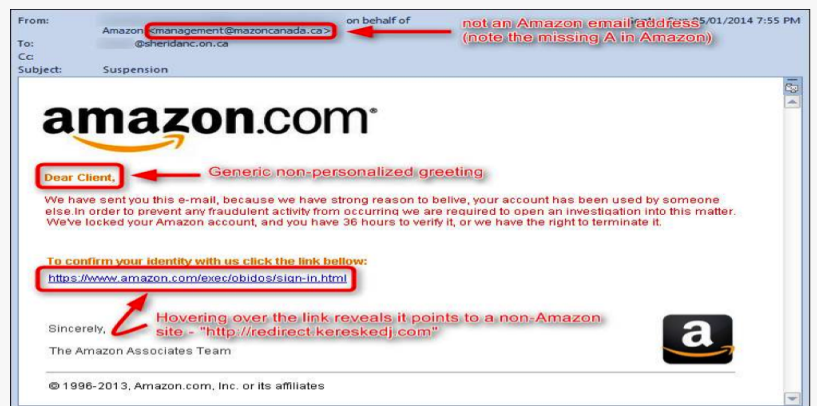 From: on behalf of
Amazon <management@mazoncanada.ca>
not an Amazon email address
05/01/2014 7:55 PM
(note the missing A in Amazon)
To: @sheridanc.on.ca
Cc:
Subject: Suspension
amazon.com
Dear Client,
Generic non-personalized greeting
We have sent you this e-mail, because we have strong reason to belive, your account has been used by someone
else.In order to prevent any fraudulent activity from occurring we are required to open an investigation into this matter.
We've locked your Amazon account, and you have 36 hours to verify it, or we have the right to terminate it.
To confirm your identity with us click the link bellow:
https://www.amazon.com/exec/obidos/sign-in.html
Hovering over the link reveals it points to a non-Amazon
site - "http://redirect.kereskedj.com"
Sincerely,
The Amazon Associates Team
a
© 1996-2013, Amazon.com, Inc. or its affiliates